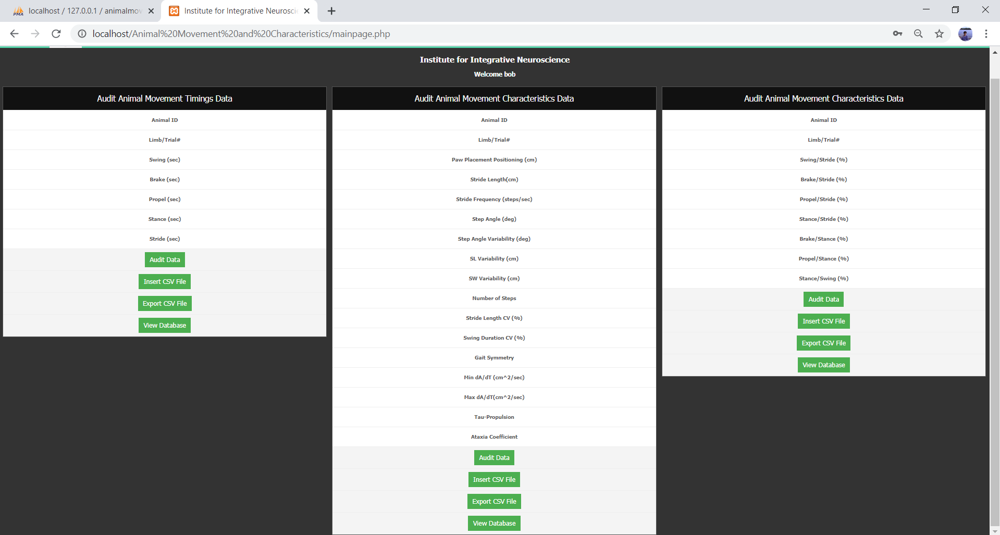 PMA
localhost / 127.0.0.1 / animalmov
Institute for Integrative Neurosci
localhost/Animal%20Movement%20and%20Characteristics/mainpage.php
Institute for Integrative Neuroscience
Welcome bob
Audit Animal Movement Timings Data
Animal ID
Limb/Trial#
Swing (sec)
Brake (sec)
Propel (sec)
Stance (sec)
Stride (sec)
Audit Data
Insert CSV File
Export CSV File
View Database
Audit Animal Movement Characteristics Data
Animal ID
Limb/Trial#
Paw Placement Positioning (cm)
Stride Length(cm)
Stride Frequency (steps/sec)
Step Angle (deg)
Step Angle Variability (deg)
SL Variability (cm)
SW Variability (cm)
Number of Steps
Stride Length CV (%)
Swing Duration CV (%)
Gait Symmetry
Min dA/dT (cm^2/sec)
Max dA/dT(cm^2/sec)
Tau-Propulsion
Ataxia Coefficient
Audit Data
Insert CSV File
Export CSV File
View Database
Audit Animal Movement Characteristics Data
Animal ID
Limb/Trial#
Swing/Stride (%)
Brake/Stride (%)
Propel/Stride (%)
Stance/Stride (%)
Brake/Stance (%)
Propel/Stance (%)
Stance/Swing (%)
Audit Data
Insert CSV File
Export CSV File
View Database